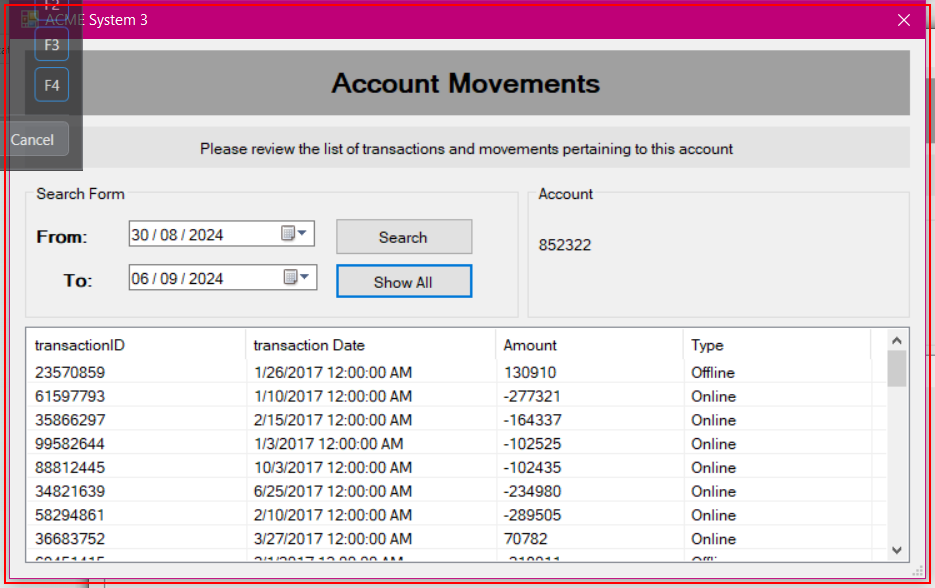 F2
ACME System 3
F3
F4
Cancel
Account Movements
Please review the list of transactions and movements pertaining to this account
Search Form
From:
30 / 08 / 2024
Search
To:
06 / 09 / 2024
Show All
Account
852322
transactionID transaction Date Amount Type
23570859 1/26/2017 12:00:00 AM 130910 Offline
61597793 1/10/2017 12:00:00 AM -277321 Online
35866297 2/15/2017 12:00:00 AM -164337 Online
99582644 1/3/2017 12:00:00 AM -102525 Online
88812445 10/3/2017 12:00:00 AM -102435 Online
34821639 6/25/2017 12:00:00 AM -234980 Online
58294861 2/10/2017 12:00:00 AM -289505 Online
36683752 3/27/2017 12:00:00 AM 70782 Online